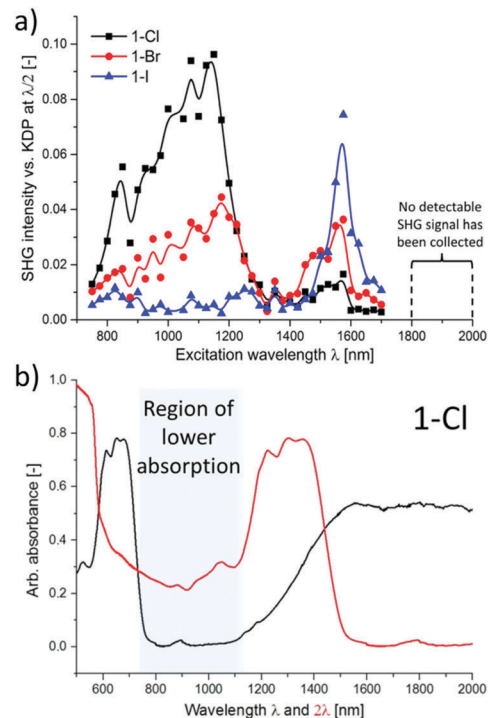 a)
1-Cl
1-Br
1-I
SHG intensity vs. KDP at λ/2 [-]
0.10
0.08
0.06
0.04
0.02
0.00
No detectable
SHG signal has
been collected
800 1000 1200 1400 1600 1800 2000
Excitation wavelength λ [nm]
b)
Arb. absorbance [-]
1.0
0.8
0.6
0.4
0.2
0.0
Region of
lower
absorption
1-Cl
600 800 1000 1200 1400 1600 1800 2000
Wavelength λ and 2λ [nm]